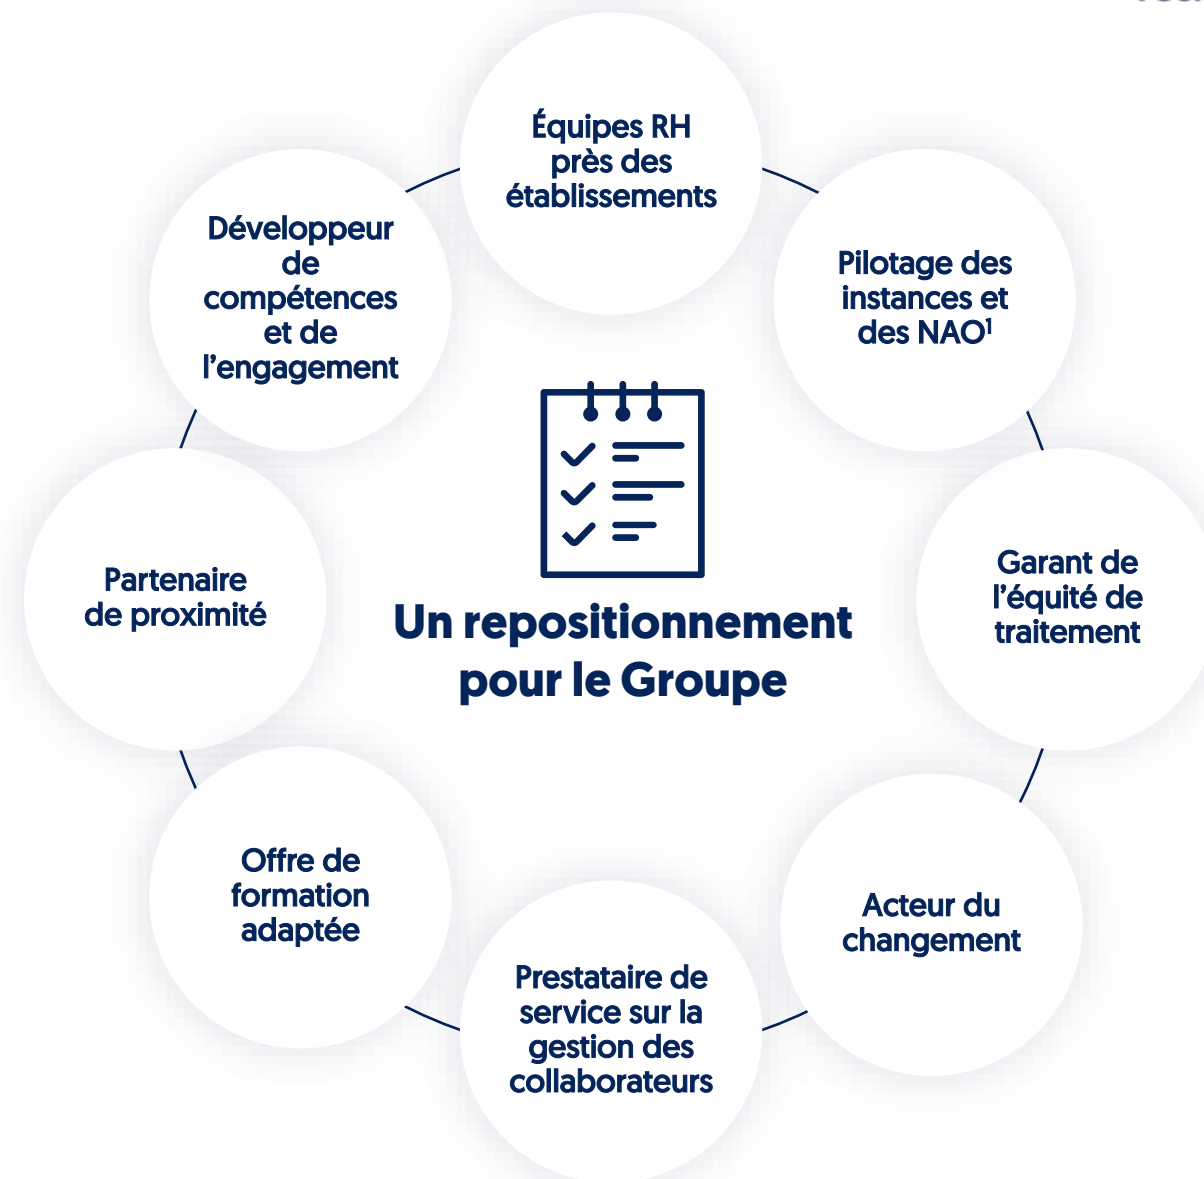 Équipes RH
près des
établissements
Pilotage des
instances et
des NAO¹
Garant de
l'équité de
traitement
Acteur du
changement
Prestataire de
service sur la
gestion des
collaborateurs
Offre de
formation
adaptée
Partenaire
de proximité
Développeur
de
compétences
et de
l'engagement
Un repositionnement
pour le Groupe